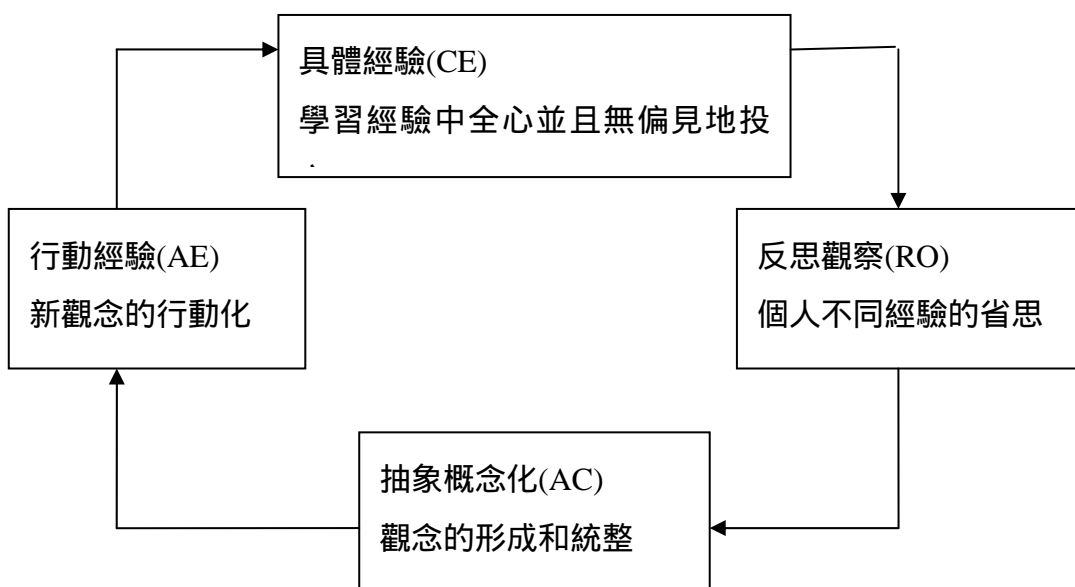 具體經驗(CE)
學習經驗中全心並且無偏見地投
行動經驗(AE)
新觀念的行動化
反思觀察(RO)
個人不同經驗的省思
抽象概念化(AC)
觀念的形成和統整